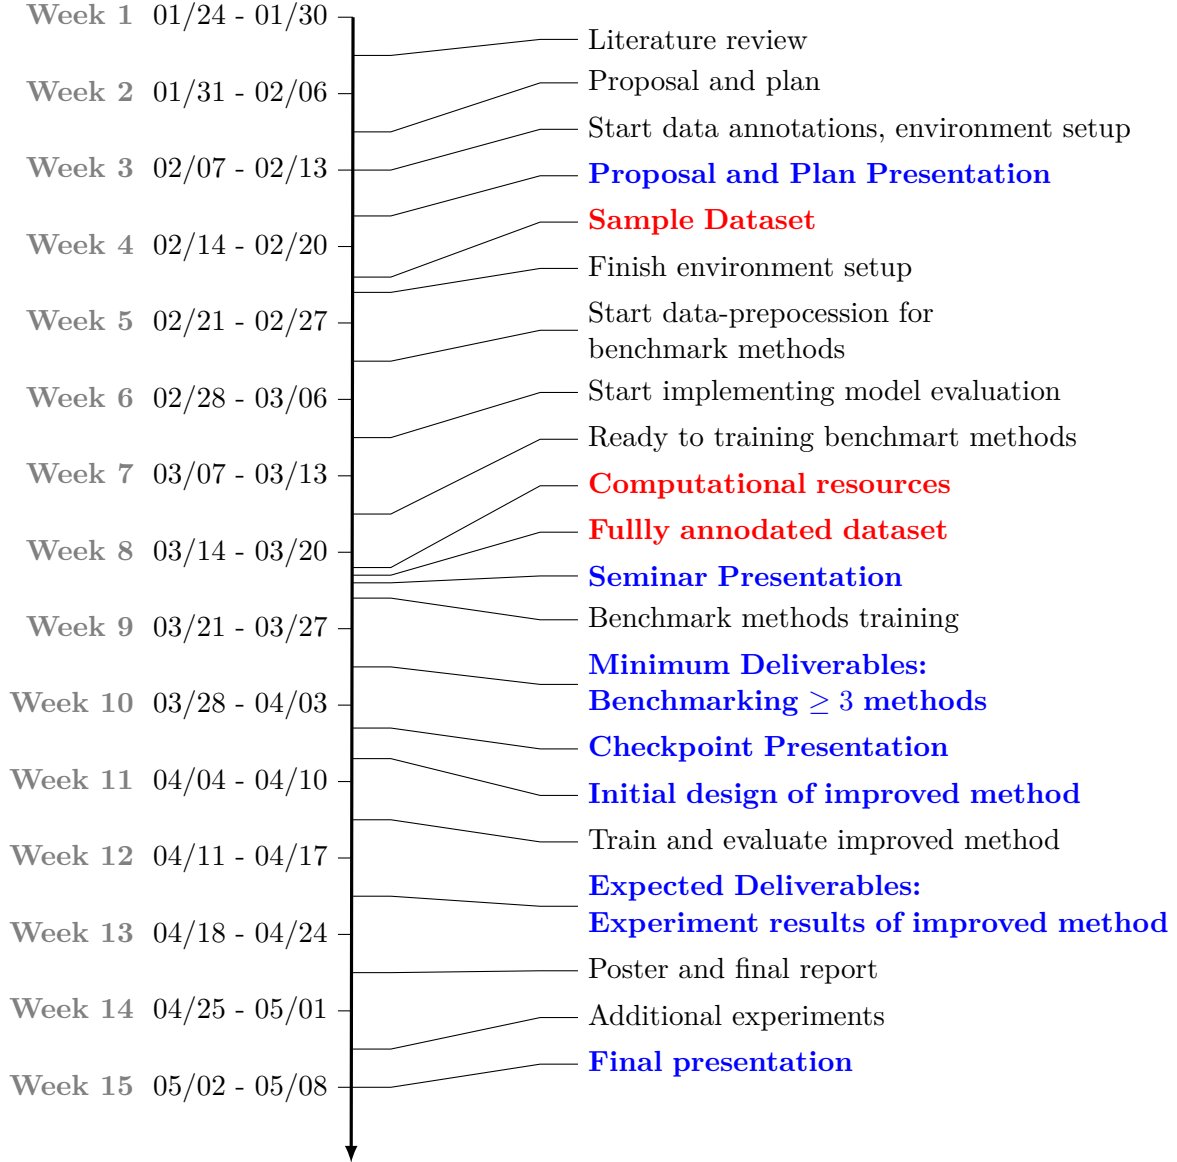 Week 1 01/24 - 01/30
Literature review
Proposal and plan
Week 2 01/31 - 02/06
Start data annotations, environment setup
Week 3 02/07 - 02/13
Proposal and Plan Presentation
Sample Dataset
Week 4 02/14 - 02/20
Finish environment setup
Week 5 02/21 - 02/27
Start data-prepocession for
benchmark methods
Week 6 02/28 - 03/06
Start implementing model evaluation
Ready to training benchmart methods
Week 7 03/07 - 03/13
Computational resources
Fullly annodated dataset
Week 8 03/14 - 03/20
Seminar Presentation
Benchmark methods training
Week 9 03/21 - 03/27
Minimum Deliverables:
Benchmarking ≥ 3 methods
Week 10 03/28 - 04/03
Checkpoint Presentation
Week 11 04/04 - 04/10
Initial design of improved method
Train and evaluate improved method
Week 12 04/11 - 04/17
Expected Deliverables:
Experiment results of improved method
Week 13 04/18 - 04/24
Poster and final report
Week 14 04/25 - 05/01
Additional experiments
Final presentation
Week 15 05/02 - 05/08